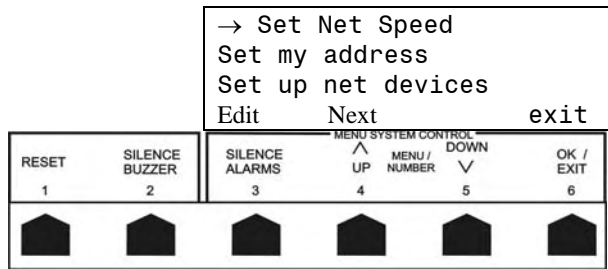 → Set Net Speed
Set my address
Set up net devices
Edit Next exit
MENU SYSTEM CONTROL
RESET
SILENCE BUZZER
SILENCE ALARMS
UP
MENU / NUMBER
DOWN
OK / EXIT
1 2 3 4 5 6